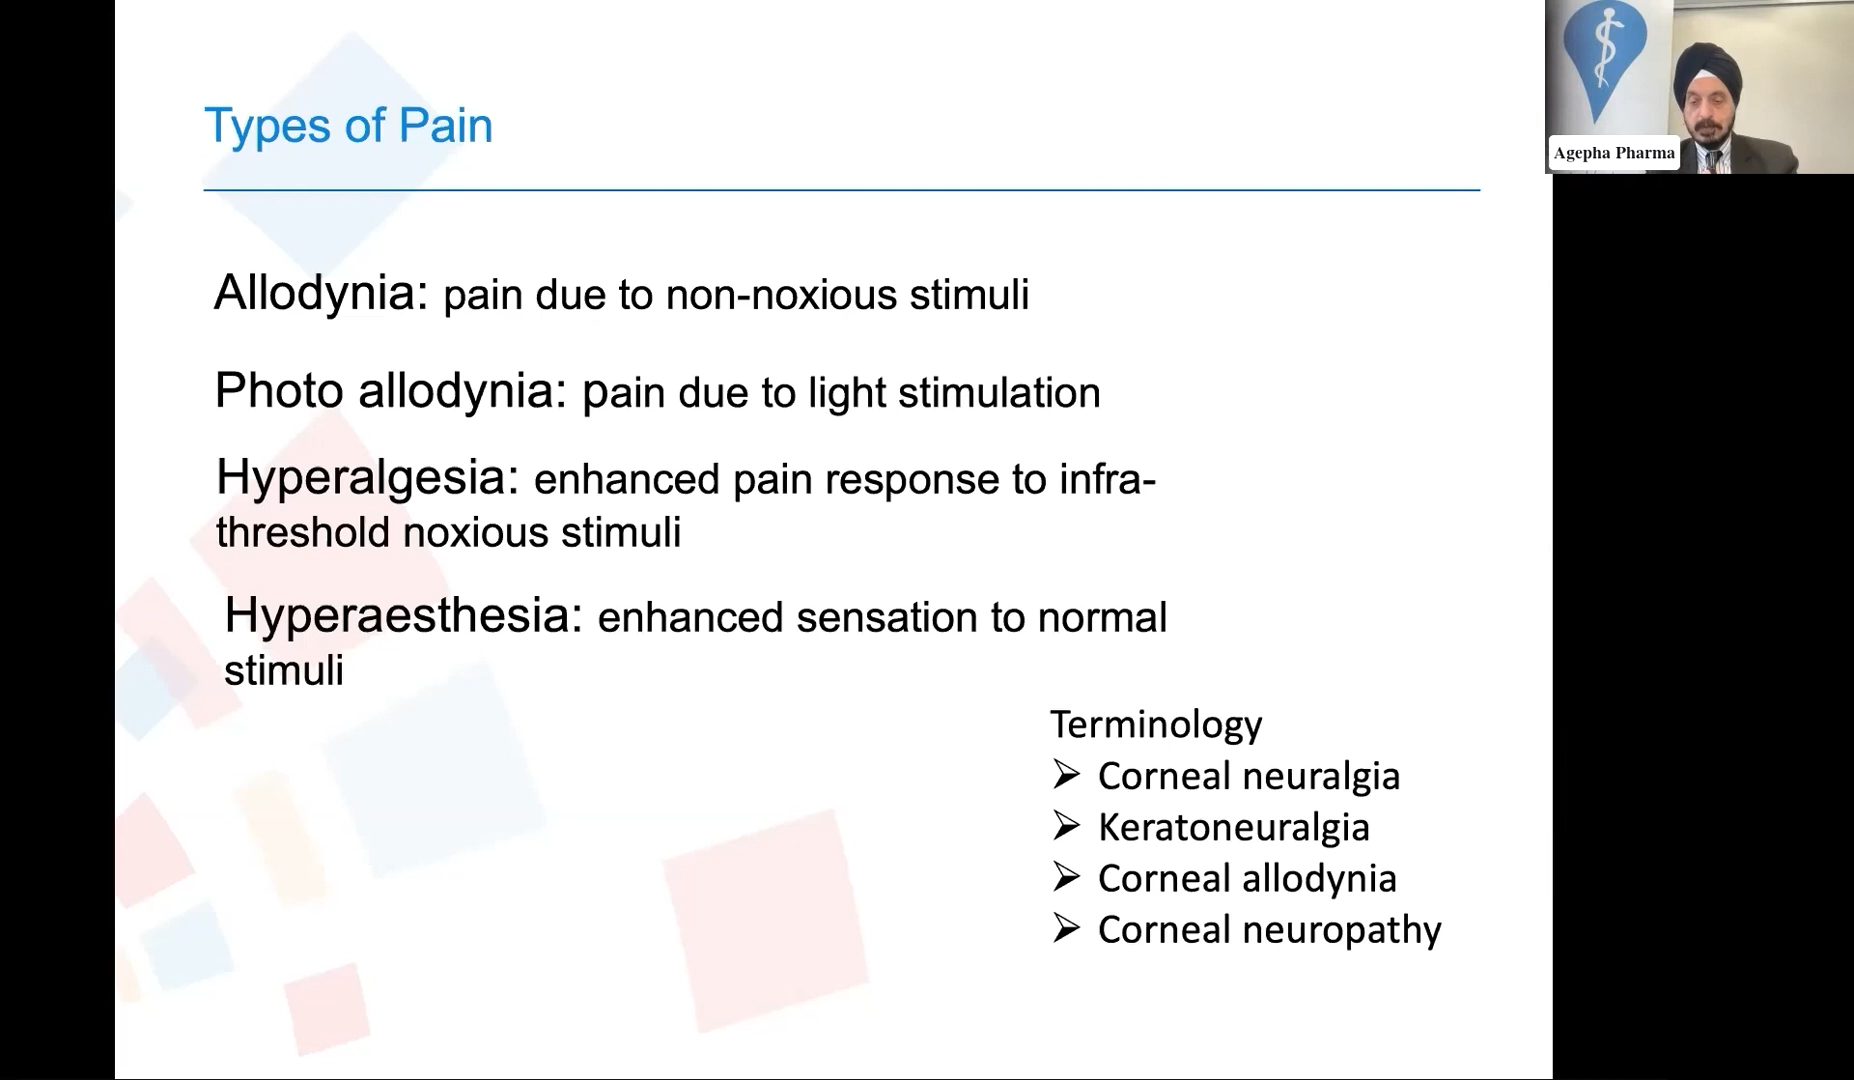 Types of Pain
Agepha Pharma
Allodynia: pain due to non-noxious stimuli
Photo allodynia: pain due to light stimulation
Hyperalgesia: enhanced pain response to infra-
threshold noxious stimuli
Hyperaesthesia: enhanced sensation to normal
stimuli
Terminology
➢ Corneal neuralgia
➢ Keratoneuralgia
➢ Corneal allodynia
➢ Corneal neuropathy